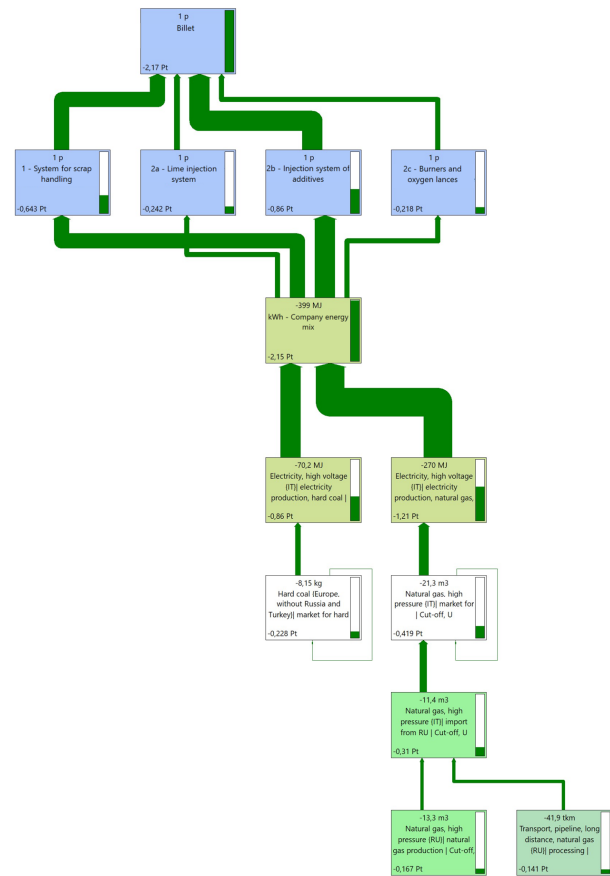 1 p
Billet
-2,17 Pt
1 p
1 - System for scrap
handling
-0,643 Pt
1 p
2a - Lime injection
system
-0,242 Pt
1 p
2b - Injection system of
additives
-0,86 Pt
1 p
2c - Burners and
oxygen lances
-0,218 Pt
-399 MJ
kWh - Company energy
mix
-2,15 Pt
-70,2 MJ
Electricity, high voltage
(IT)| electricity
production, hard coal |
-0,86 Pt
-270 MJ
Electricity, high voltage
(IT)| electricity
production, natural gas,
-1,21 Pt
-8,15 kg
Hard coal (Europe,
without Russia and
Turkey)| market for hard
-0,228 Pt
-21,3 m3
Natural gas, high
pressure (IT)| market for
| Cut-off, U
-0,419 Pt
-11,4 m3
Natural gas, high
pressure (IT)| import
from RU | Cut-off, U
-0,31 Pt
-13,3 m3
Natural gas, high
pressure (RU)| natural
gas production | Cut-off,
-0,167 Pt
-41,9 tkm
Transport, pipeline, long
distance, natural gas
(RU)| processing |
-0,141 Pt